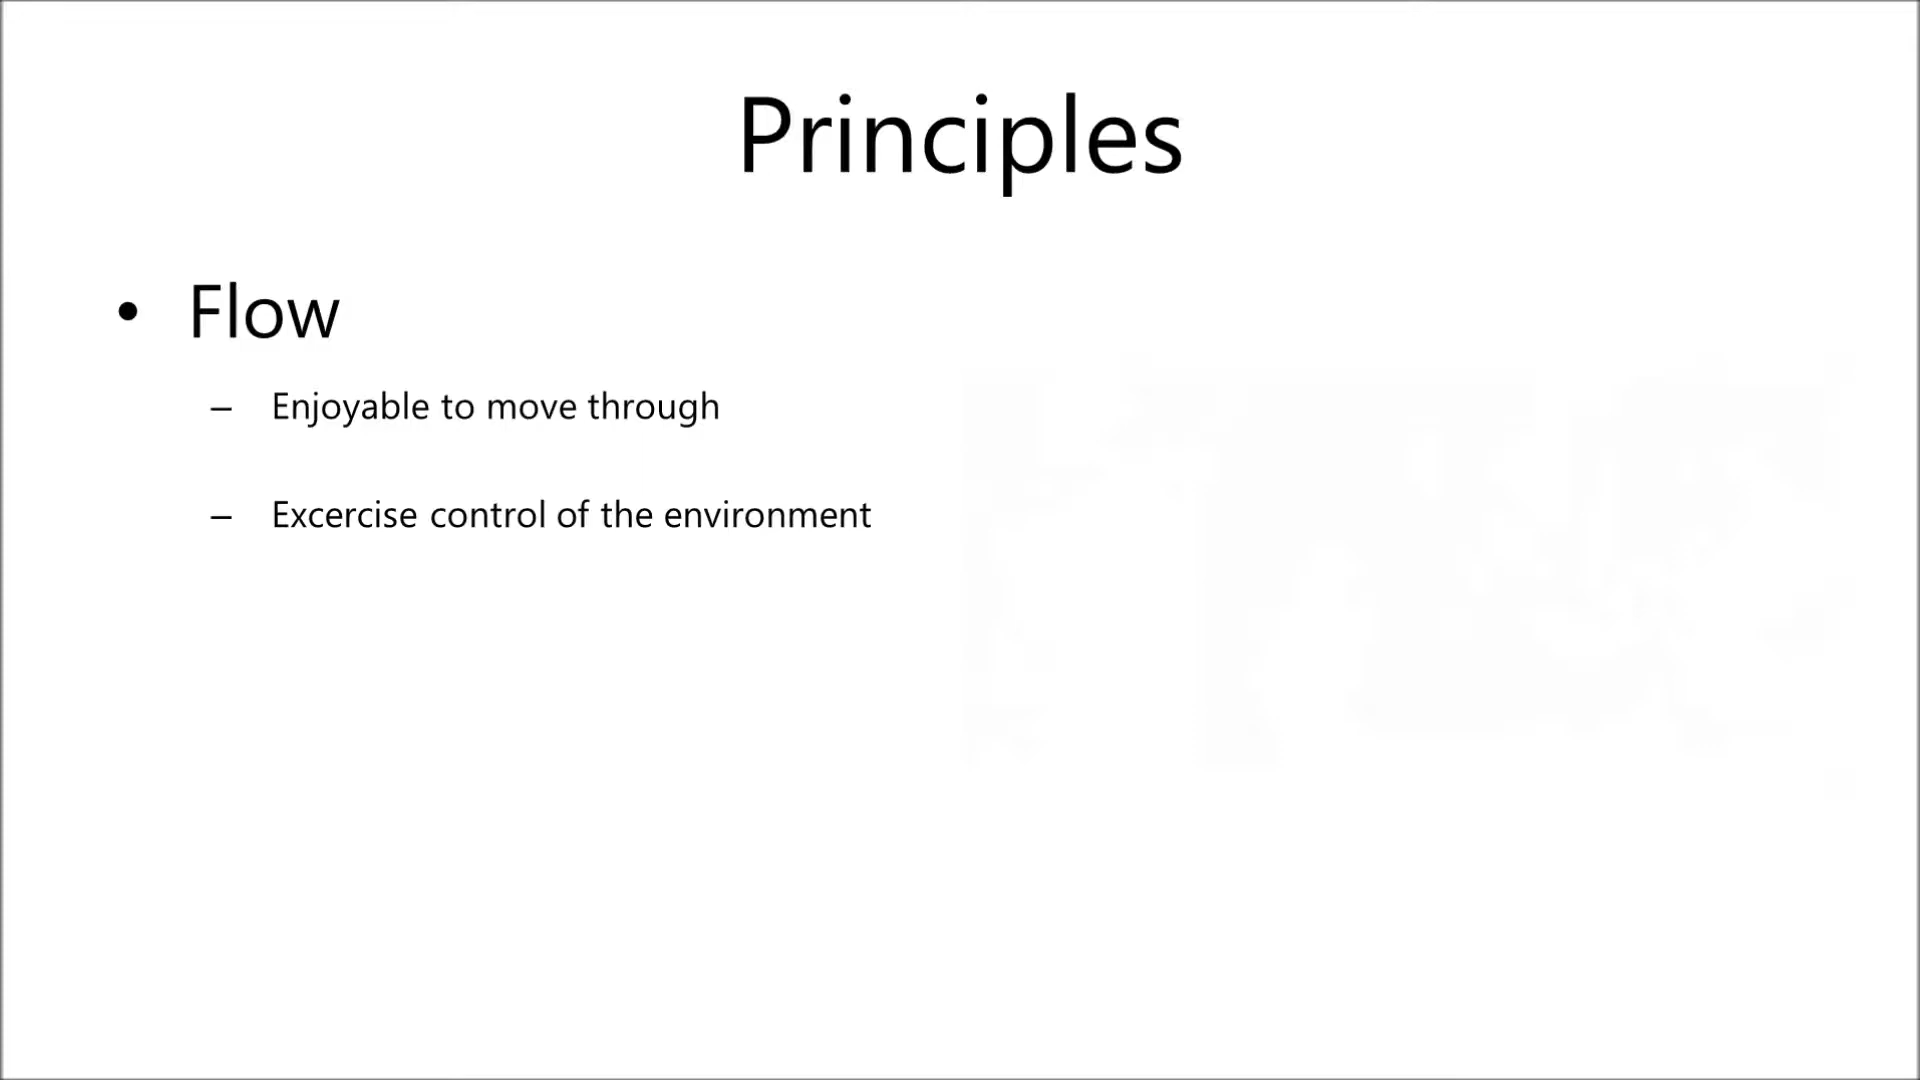 Principles
• Flow
– Enjoyable to move through
– Excercise control of the environment